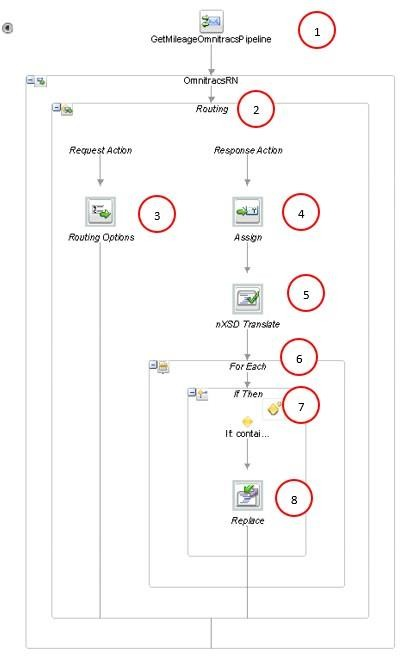 GetMileageOmnitracsPipeline
1
OmnitracsRN
Routing
2
Request Action
Response Action
3
4
Routing Options
Assign
5
nXSD Translate
6
For Each
If Then
7
If: contai...
8
Replace